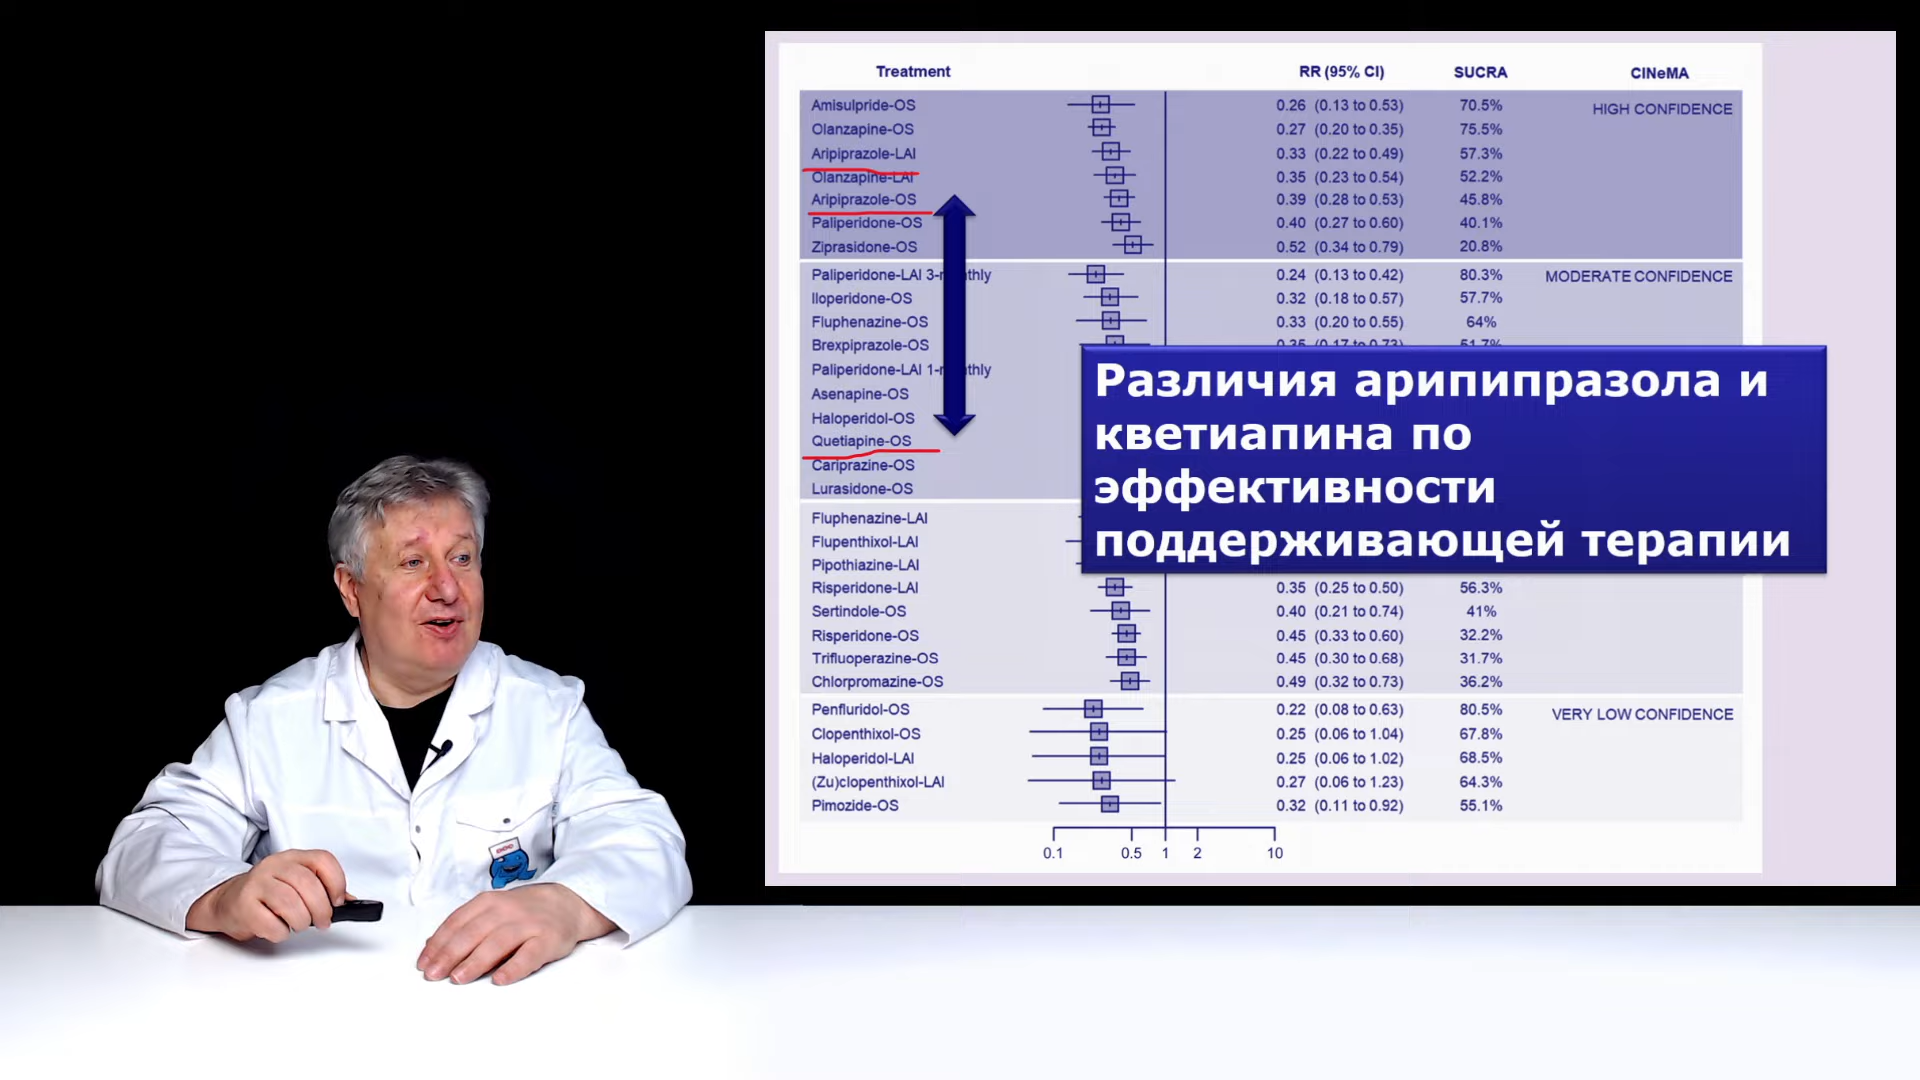 Treatment RR (95% CI) SUCRA CINeMA
Amisulpride-OS 0.26 (0.13 to 0.53) 70.5% HIGH CONFIDENCE
Olanzapine-OS 0.27 (0.20 to 0.35) 75.5%
Aripiprazole-LAI 0.33 (0.22 to 0.49) 57.3%
Olanzapine-LAI 0.35 (0.23 to 0.54) 52.2%
Aripiprazole-OS 0.39 (0.28 to 0.53) 45.8%
Paliperidone-OS 0.40 (0.27 to 0.60) 40.1%
Ziprasidone-OS 0.52 (0.34 to 0.79) 20.8%
Paliperidone-LAI 0.24 (0.13 to 0.42) 80.3% MODERATE CONFIDENCE
Iloperidone-OS 0.32 (0.18 to 0.57) 57.7%
Fluphenazine-OS 0.33 (0.20 to 0.55) 64%
Brexpiprazole-OS 0.35 (0.17 to 0.73) 51.7%
Paliperidone-LAI
Asenapine-OS
Haloperidol-OS
Quetiapine-OS
Cariprazine-OS
Lurasidone-OS
Различия арипипразола и
кветиапина по
эффективности
поддерживающей терапии
Fluphenazine-LAI
Flupenthixol-LAI
Pipothiazine-LAI
Risperidone-LAI 0.35 (0.25 to 0.50) 56.3%
Sertindole-OS 0.40 (0.21 to 0.74) 41%
Risperidone-OS 0.45 (0.33 to 0.60) 32.2%
Trifluoperazine-OS 0.45 (0.30 to 0.68) 31.7%
Chlorpromazine-OS 0.49 (0.32 to 0.73) 36.2%
Penfluridol-OS 0.22 (0.08 to 0.63) 80.5% VERY LOW CONFIDENCE
Clopenthixol-OS 0.25 (0.06 to 1.04) 67.8%
Haloperidol-LAI 0.25 (0.06 to 1.02) 68.5%
(Zu)clopenthixol-LAI 0.27 (0.06 to 1.23) 64.3%
Pimozide-OS 0.32 (0.11 to 0.92) 55.1%
0.1 0.5 1 2 10